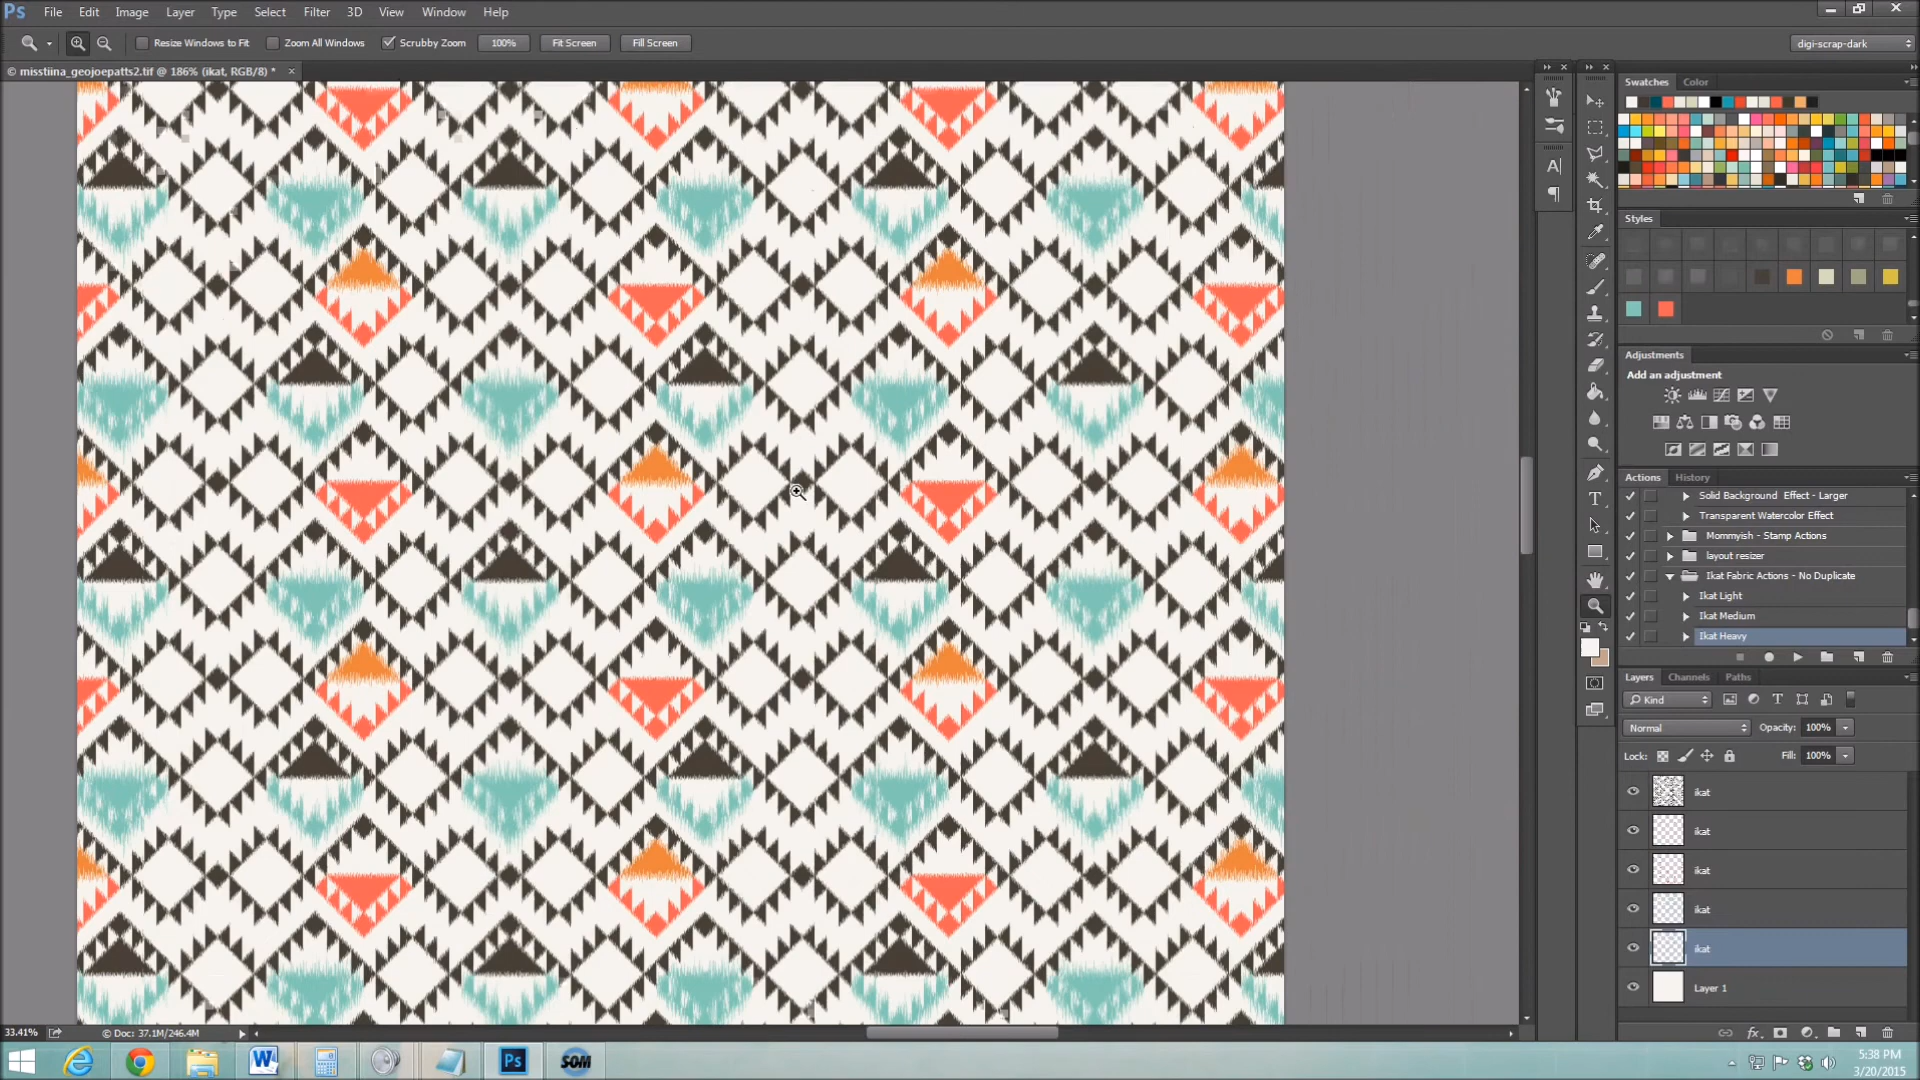 Ps File Edit Image Layer Type Select Filter 3D View Window Help
Resize Windows to Fit Zoom All Windows Scrubby Zoom 100% Fit Screen Fill Screen digi-scrap-dark
© misstiina_geojoepatts2.tif @ 186% (ikat, RGB/8) * ×
Swatches Color
Styles
Adjustments
Add an adjustment
Actions History
Solid Background Effect - Larger
Transparent Watercolor Effect
Mommyish - Stamp Actions
layout resizer
Ikat Fabric Actions - No Duplicate
Ikat Light
Ikat Medium
Ikat Heavy
Layers Channels Paths
Kind
Normal Opacity: 100%
Lock: Fill: 100%
ikat
ikat
ikat
ikat
ikat
Layer 1
33.41% © Doc: 37.1M/246.4M
W Ps SOM
5:38 PM
3/20/2015